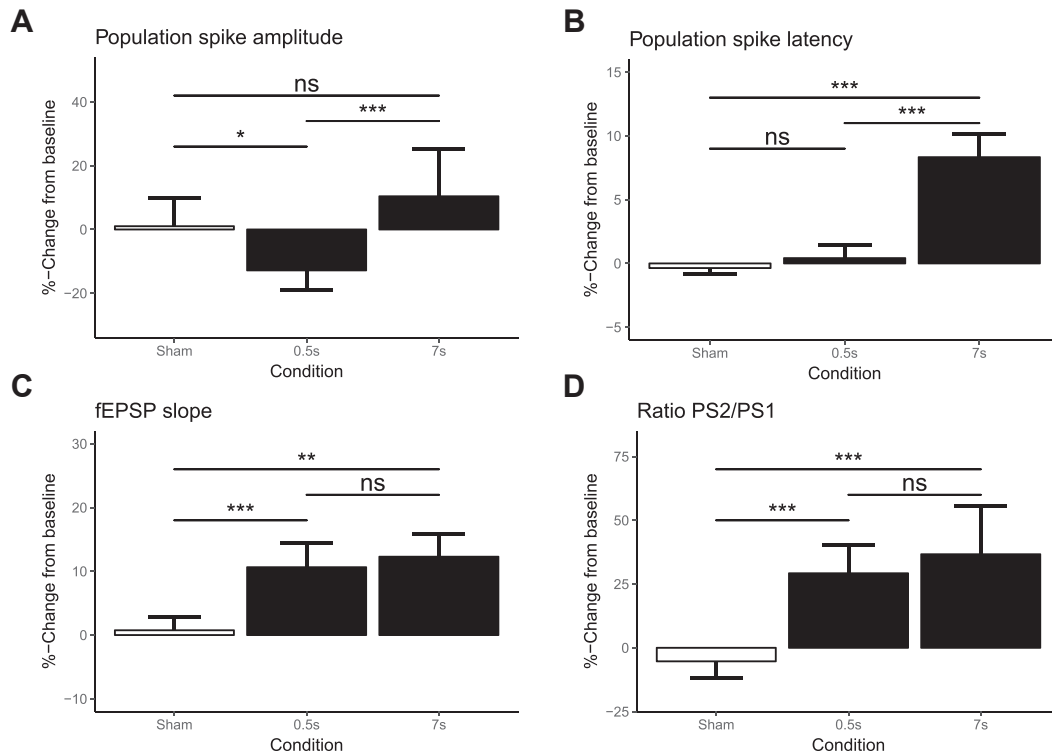 A
Population spike amplitude
%−Change from baseline
40
20
0
−20
ns
***
*
Sham 0.5s 7s
Condition
B
Population spike latency
%−Change from baseline
15
10
5
0
−5
***
***
ns
Sham 0.5s 7s
Condition
C
fEPSP slope
%−Change from baseline
30
20
10
0
−10
**
ns
***
Sham 0.5s 7s
Condition
D
Ratio PS2/PS1
%−Change from baseline
75
50
25
0
−25
***
ns
***
Sham 0.5s 7s
Condition